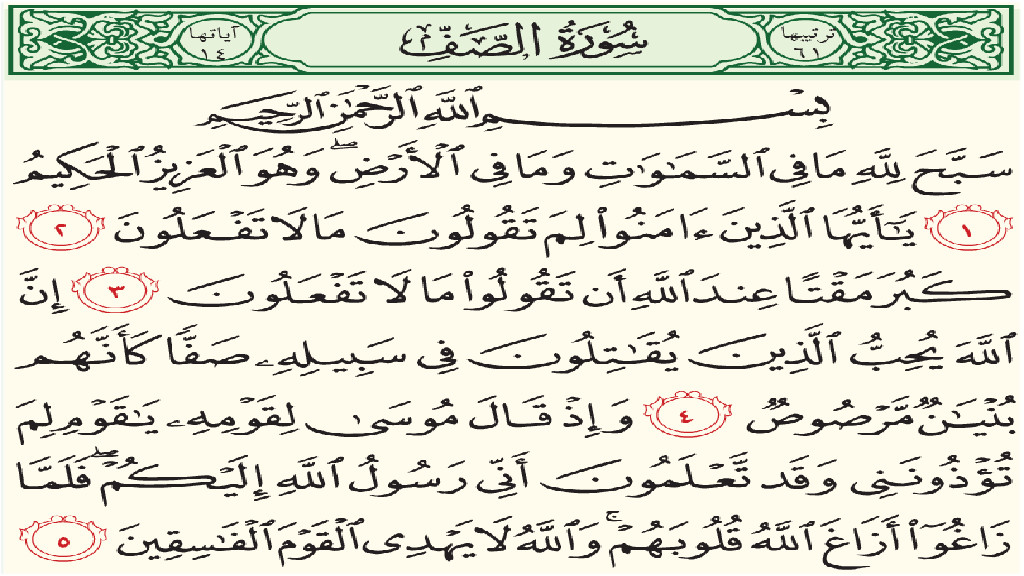 ترتيبها ٦١ سُورَةُ الصَّفِّ آياتها ١٤
بِسْمِ ٱللَّهِ ٱلرَّحْمَٰنِ ٱلرَّحِيمِ
سَبَّحَ لِلَّهِ مَا فِي ٱلسَّمَٰوَٰتِ وَمَا فِي ٱلْأَرْضِۖ وَهُوَ ٱلْعَزِيزُ ٱلْحَكِيمُ
١ يَٰٓأَيُّهَا ٱلَّذِينَ ءَامَنُوا۟ لِمَ تَقُولُونَ مَا لَا تَفْعَلُونَ ٢
كَبُرَ مَقْتًا عِندَ ٱللَّهِ أَن تَقُولُوا۟ مَا لَا تَفْعَلُونَ ٣ إِنَّ
ٱللَّهَ يُحِبُّ ٱلَّذِينَ يُقَٰتِلُونَ فِي سَبِيلِهِۦ صَفًّا كَأَنَّهُم
بُنْيَٰنٌ مَّرْصُوصٌ ٤ وَإِذْ قَالَ مُوسَىٰ لِقَوْمِهِۦ يَٰقَوْمِ لِمَ
تُؤْذُونَنِي وَقَد تَّعْلَمُونَ أَنِّي رَسُولُ ٱللَّهِ إِلَيْكُمْۖ فَلَمَّا
زَاغُوٓا۟ أَزَاغَ ٱللَّهُ قُلُوبَهُمْۚ وَٱللَّهُ لَا يَهْدِى ٱلْقَوْمَ ٱلْفَٰسِقِينَ ٥